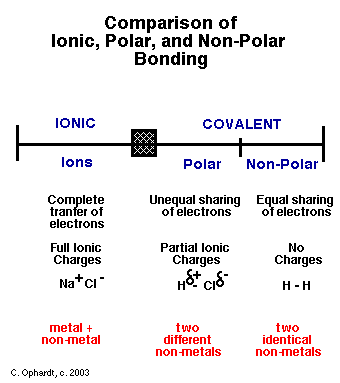 Comparison of
Ionic, Polar, and Non-Polar
Bonding
IONIC
COVALENT
Ions
Polar
Non-Polar
Complete
tranfer of
electrons
Unequal sharing
of electrons
Equal sharing
of electrons
Full Ionic
Charges
Partial Ionic
Charges
No
Charges
Na+Cl-
Hδ+ - Clδ-
H - H
metal +
non-metal
two
different
non-metals
two
identical
non-metals
C. Ophardt, c. 2003